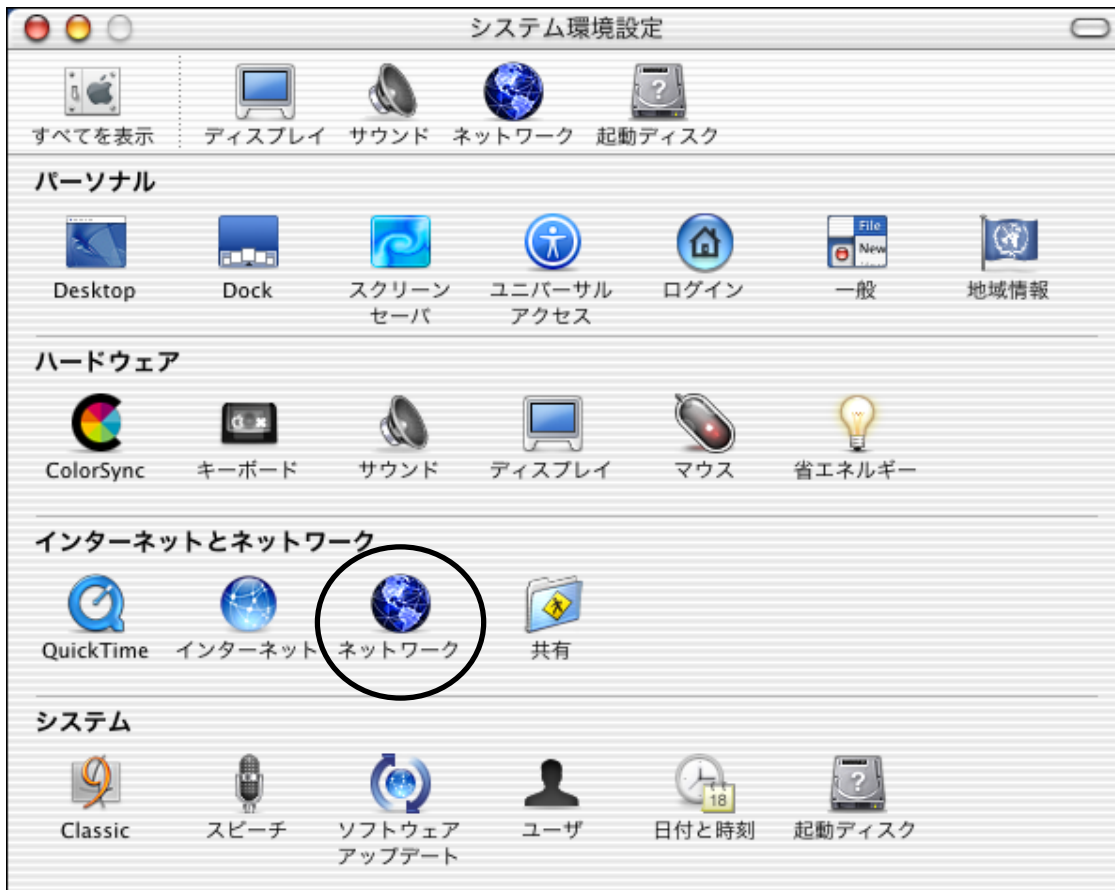 システム環境設定
すべてを表示 ディスプレイ サウンド ネットワーク 起動ディスク
パーソナル
Desktop Dock スクリーン ユニバーサル ログイン 一般 地域情報
セーバ アクセス
File
New
ハードウェア
ColorSync キーボード サウンド ディスプレイ マウス 省エネルギー
インターネットとネットワーク
QuickTime インターネット ネットワーク 共有
システム
18
Classic スピーチ ソフトウェア ユーザ 日付と時刻 起動ディスク
アップデート